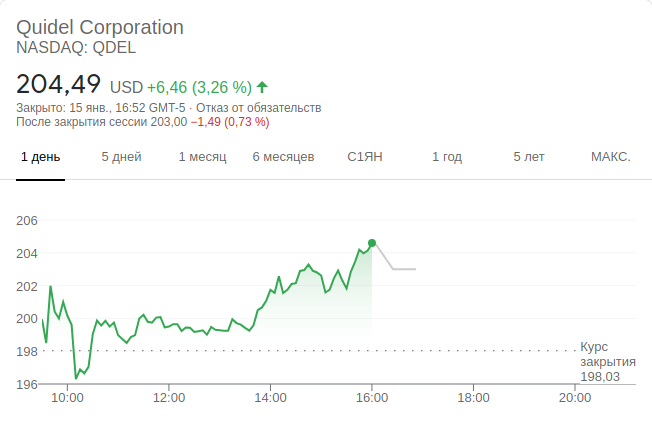 Quidel Corporation
NASDAQ: QDEL
204,49 USD +6,46 (3,26 %)
Закрыто: 15 янв., 16:52 GMT-5 · Отказ от обязательств
После закрытия сессии 203,00 −1,49 (0,73 %)
1 день 5 дней 1 месяц 6 месяцев С1ЯН 1 год 5 лет МАКС.
206
204
202
200
198
196
Курс
закрытия
198,03
10:00 12:00 14:00 16:00 18:00 20:00